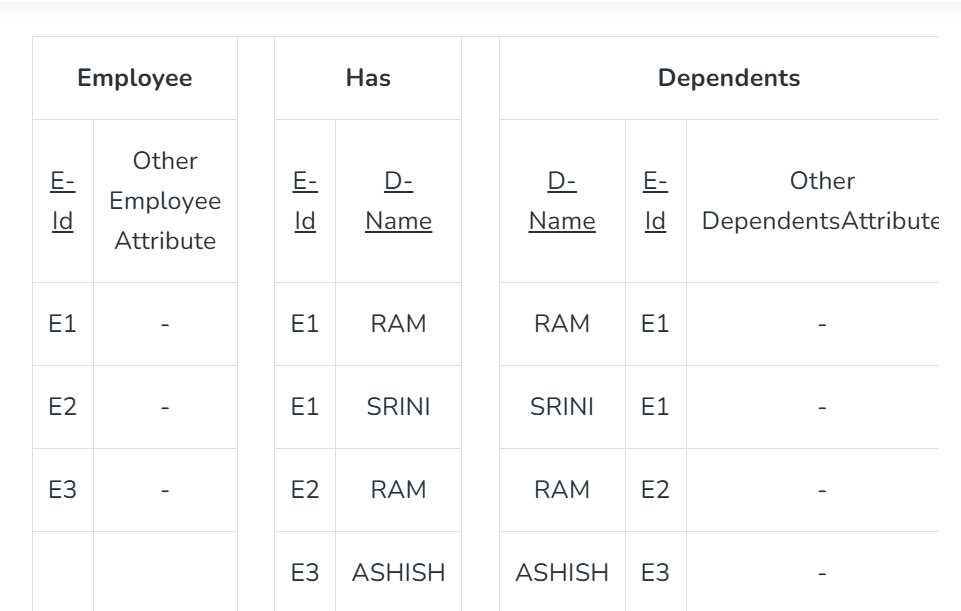 Employee Has Dependents
E-
Id
Other
Employee
Attribute
E-
Id
D-
Name
D-
Name
E-
Id
Other
DependentsAttribute
E1 - E1 RAM RAM E1 -
E2 - E1 SRINI SRINI E1 -
E3 - E2 RAM RAM E2 -
E3 ASHISH ASHISH E3 -